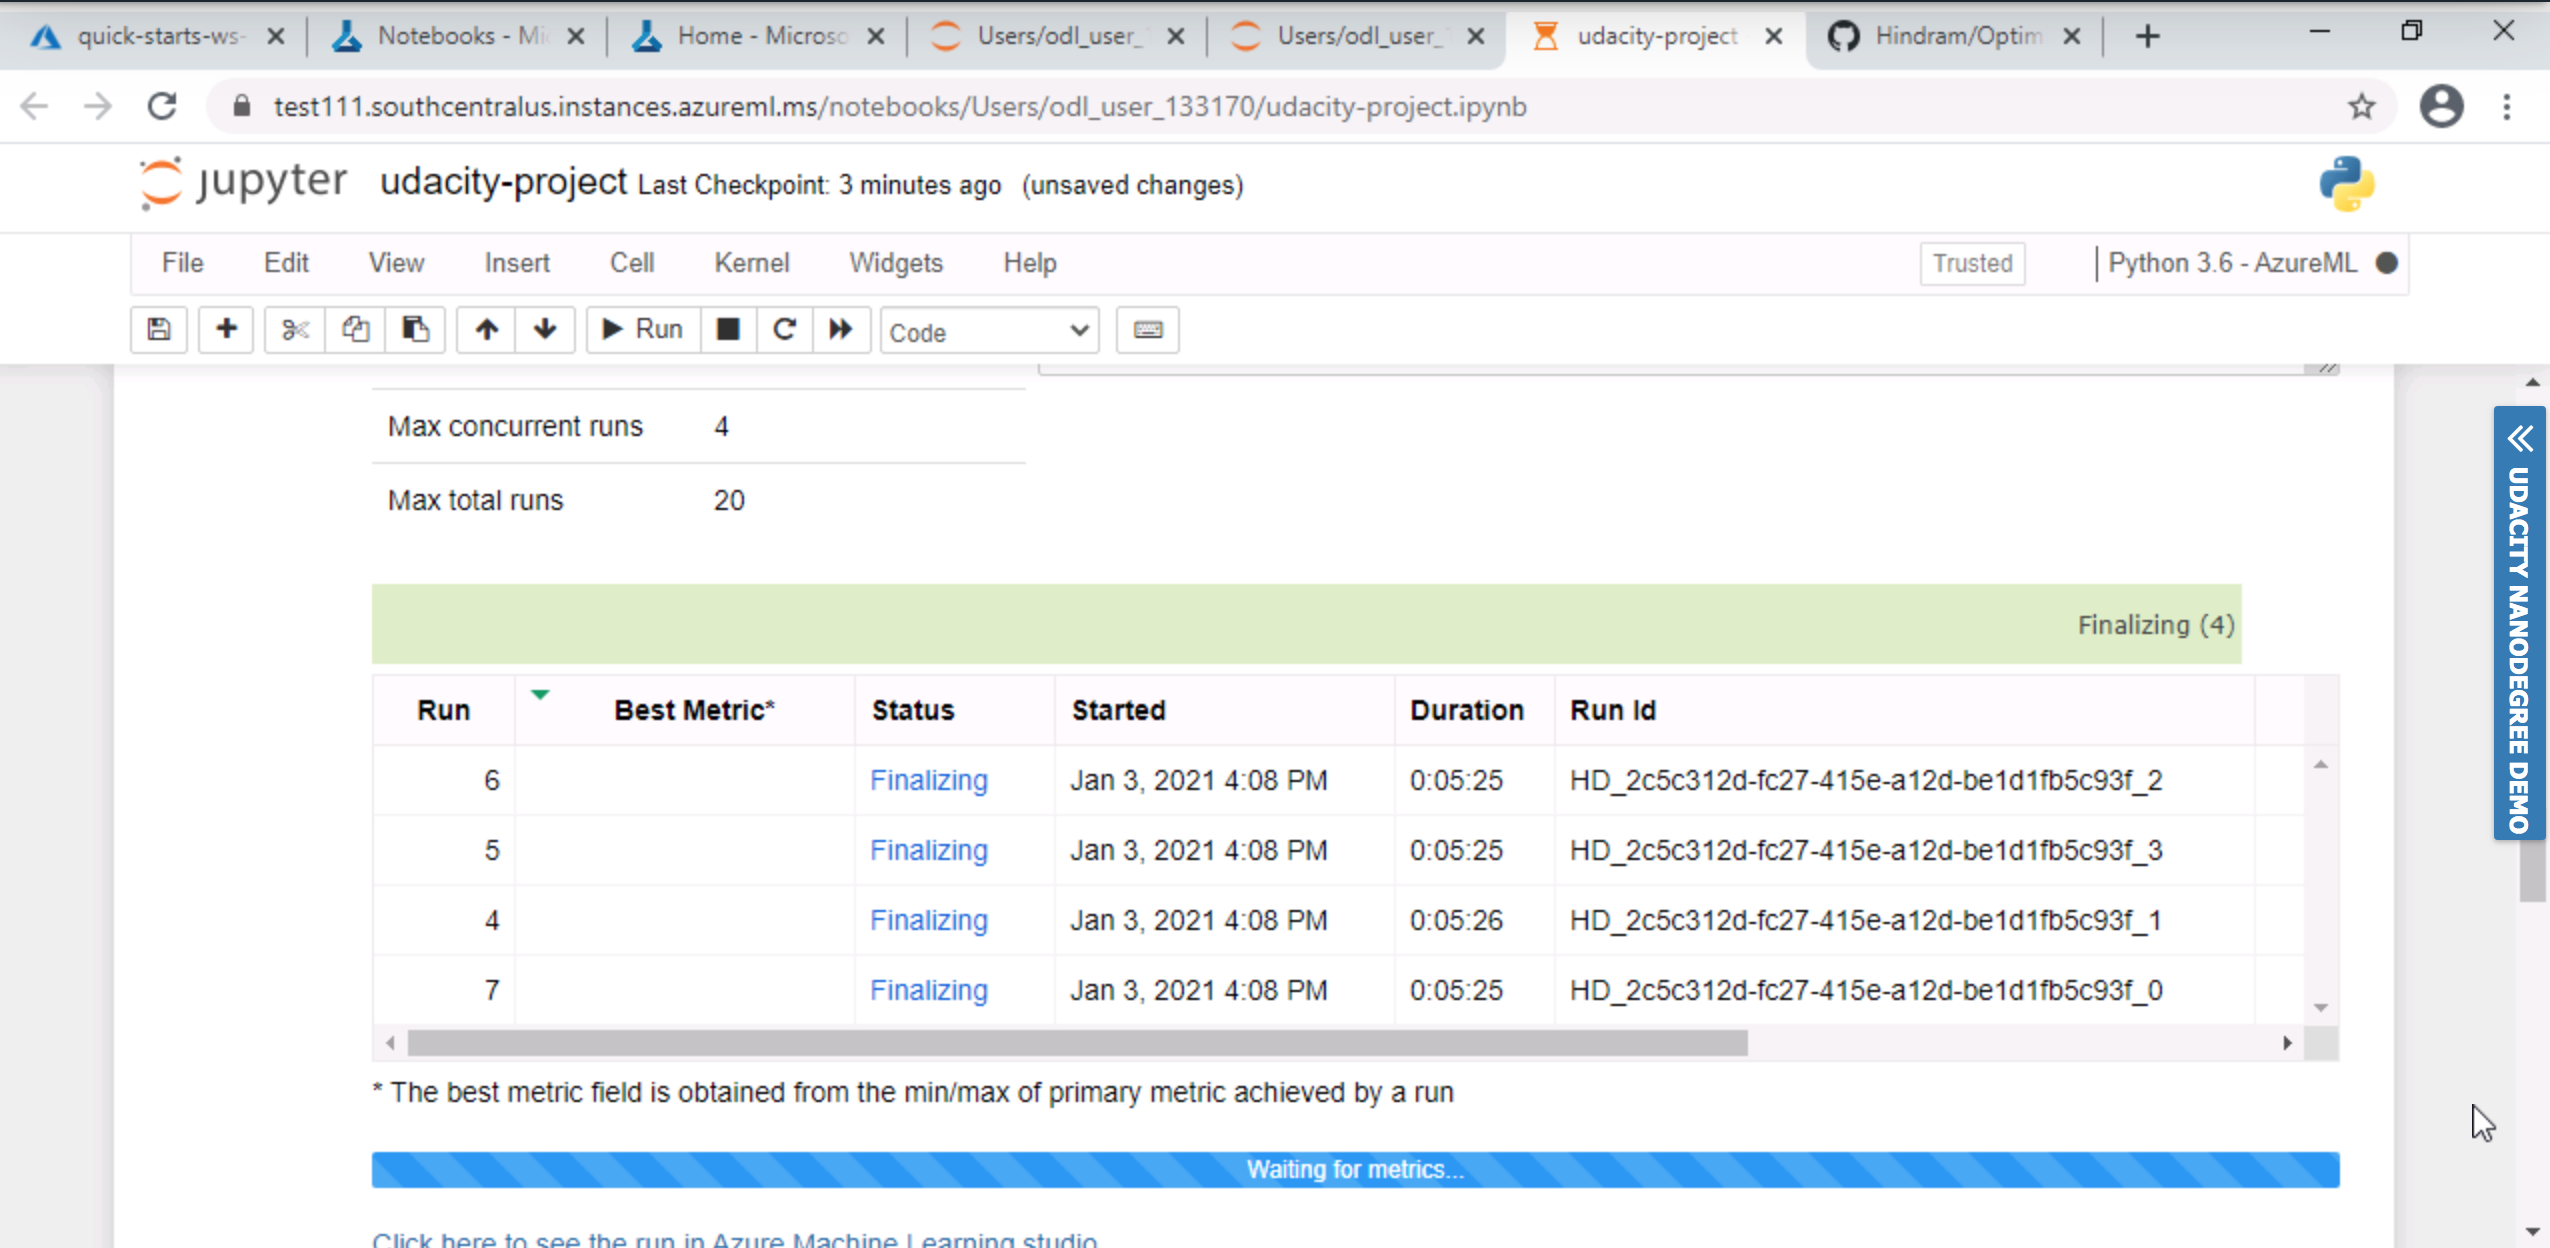 quick-starts-ws-
Notebooks - Mi
Home - Microso
Users/odl_user_
Users/odl_user_
udacity-project
Hindram/Optim
test111.southcentralus.instances.azureml.ms/notebooks/Users/odl_user_133170/udacity-project.ipynb
jupyter udacity-project Last Checkpoint: 3 minutes ago (unsaved changes)
File Edit View Insert Cell Kernel Widgets Help Trusted Python 3.6 - AzureML
Run Code
Max concurrent runs 4
Max total runs 20
Finalizing (4)
Run Best Metric* Status Started Duration Run Id
6 Finalizing Jan 3, 2021 4:08 PM 0:05:25 HD_2c5c312d-fc27-415e-a12d-be1d1fb5c93f_2
5 Finalizing Jan 3, 2021 4:08 PM 0:05:25 HD_2c5c312d-fc27-415e-a12d-be1d1fb5c93f_3
4 Finalizing Jan 3, 2021 4:08 PM 0:05:26 HD_2c5c312d-fc27-415e-a12d-be1d1fb5c93f_1
7 Finalizing Jan 3, 2021 4:08 PM 0:05:25 HD_2c5c312d-fc27-415e-a12d-be1d1fb5c93f_0
* The best metric field is obtained from the min/max of primary metric achieved by a run
Waiting for metrics...
Click here to see the run in Azure Machine Learning studio
UDACITY NANODEGREE DEMO